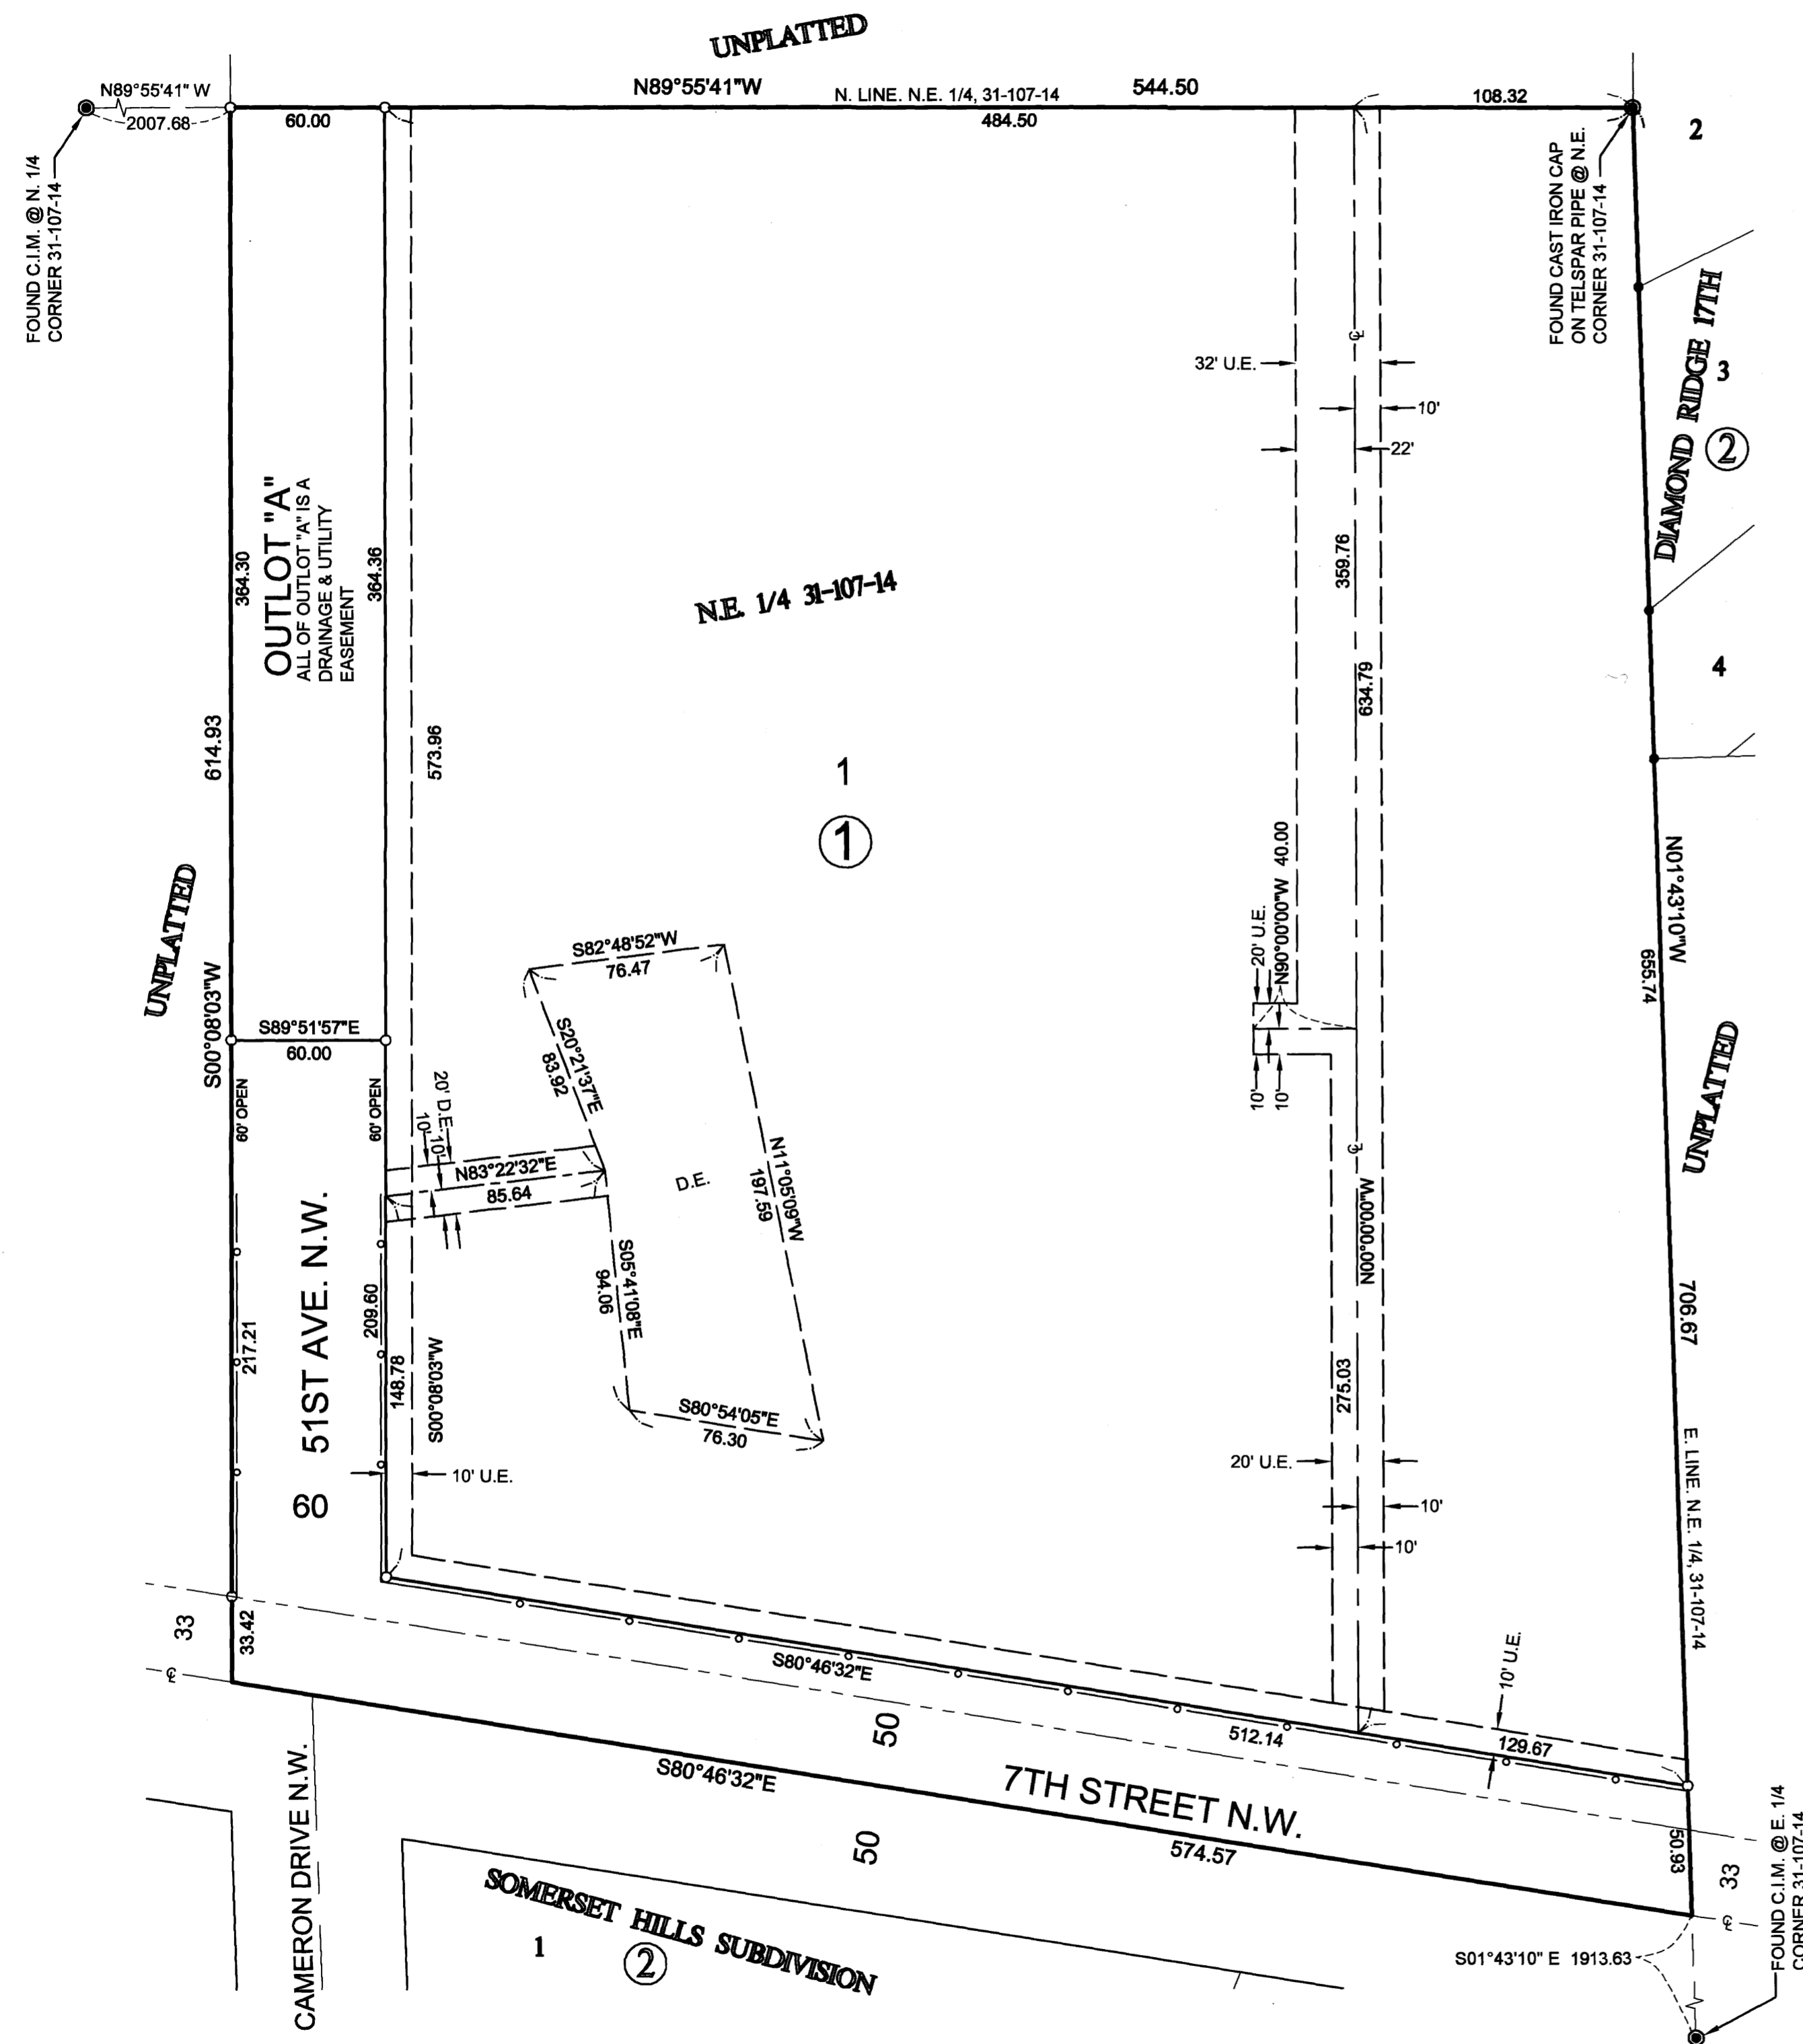 UNPLATTED
N89°55'41" W
2007.68
N89°55'41"W
544.50
N. LINE. N.E. 1/4, 31-107-14
108.32
60.00
484.50
2
FOUND C.I.M. @ N. 1/4
CORNER 31-107-14
FOUND CAST IRON CAP
ON TELSPAR PIPE @ N.E.
CORNER 31-107-14
DIAMOND RIDGE 17TH
3
2
4
32' U.E.
10'
22'
OUTLOT "A"
ALL OF OUTLOT "A" IS A
DRAINAGE & UTILITY
EASEMENT
364.30
364.36
359.76
N.E. 1/4 31-107-14
634.79
614.93
573.96
1
1
N01°43'10"W
655.74
UNPLATTED
S00°08'03"W
N90°00'00"W 40.00
20' U.E.
10'
10'
S82°48'52"W
76.47
S89°51'57"E
60.00
S20°21'37"E
83.92
60' OPEN
60' OPEN
20' D.E.
10'
10'
N83°22'32"E
85.64
D.E.
N11°05'09"W
197.59
UNPLATTED
N00°00'00"W
51ST AVE. N.W.
60
217.21
209.60
148.78
S00°08'03"W
S05°41'08"E
94.06
706.67
275.03
S80°54'05"E
76.30
10' U.E.
20' U.E.
10'
10'
E. LINE. N.E. 1/4, 31-107-14
33
33.42
℄
℄
℄
S80°46'32"E
10' U.E.
50
512.14
129.67
S80°46'32"E
7TH STREET N.W.
574.57
50
50.93
33
℄
CAMERON DRIVE N.W.
SOMERSET HILLS SUBDIVISION
1
2
S01°43'10" E 1913.63
FOUND C.I.M. @ E. 1/4
CORNER 31-107-14